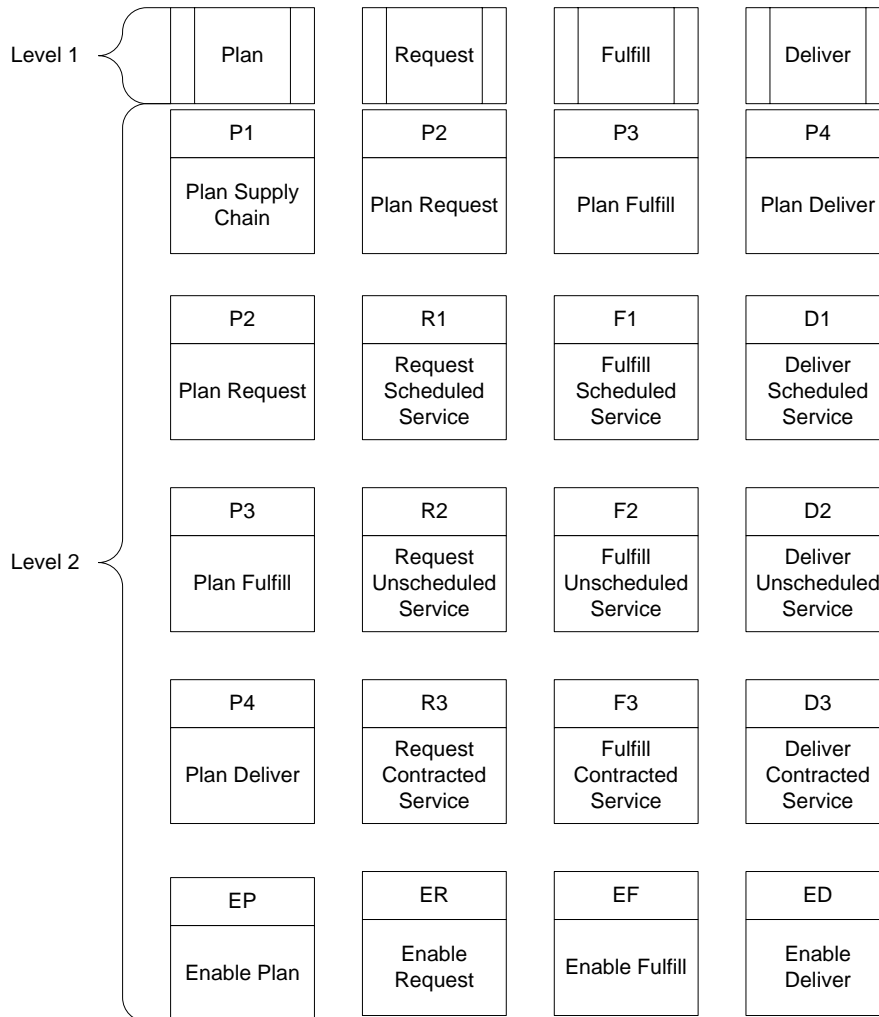 Level 1
Plan
Request
Fulfill
Deliver
Level 2
P1
Plan Supply
Chain
P2
Plan Request
P3
Plan Fulfill
P4
Plan Deliver
P2
Plan Request
R1
Request
Scheduled
Service
F1
Fulfill
Scheduled
Service
D1
Deliver
Scheduled
Service
P3
Plan Fulfill
R2
Request
Unscheduled
Service
F2
Fulfill
Unscheduled
Service
D2
Deliver
Unscheduled
Service
P4
Plan Deliver
R3
Request
Contracted
Service
F3
Fulfill
Contracted
Service
D3
Deliver
Contracted
Service
EP
Enable Plan
ER
Enable
Request
EF
Enable Fulfill
ED
Enable
Deliver